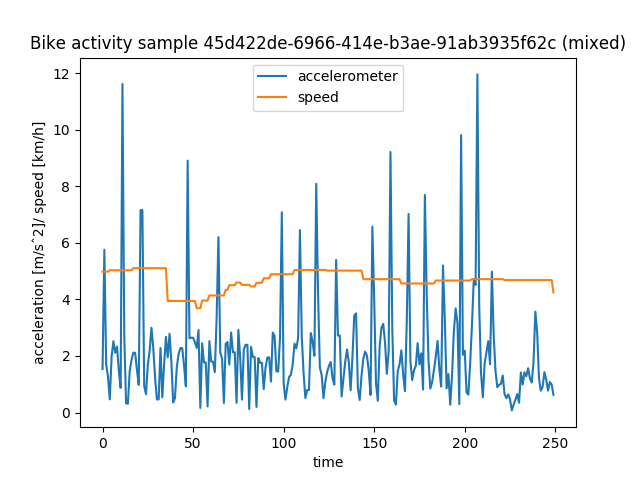 Bike activity sample 45d422de-6966-414e-b3ae-91ab3935f62c (mixed)
accelerometer
speed
acceleration [m/s^2]/ speed [km/h]
12
10
8
6
4
2
0
0 50 100 150 200 250
time